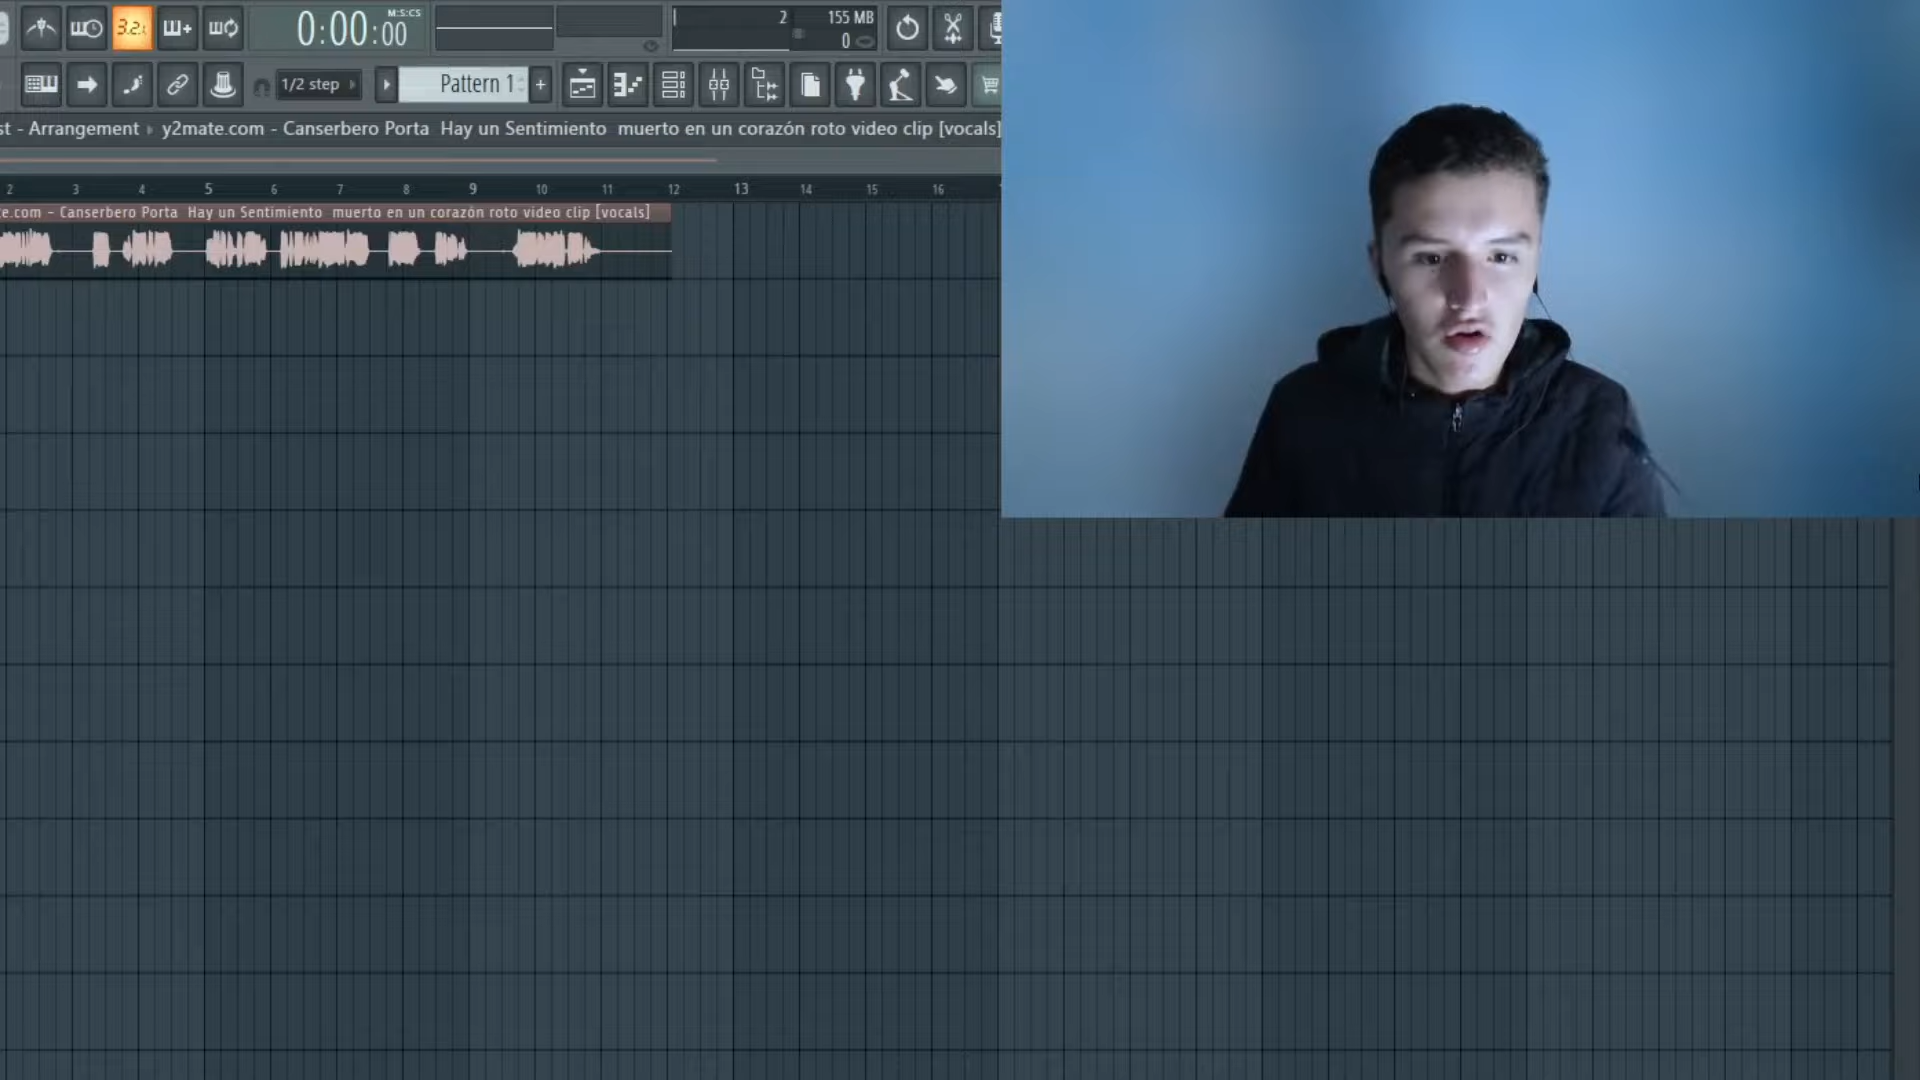 3.2.
0:00:00
M:S:CS
2
155 MB
0
1/2 step
Pattern 1
st - Arrangement y2mate.com - Canserbero Porta Hay un Sentimiento muerto en un corazón roto video clip [vocals]
2 3 4 5 6 7 8 9 10 11 12 13 14 15 16
te.com - Canserbero Porta Hay un Sentimiento muerto en un corazón roto video clip [vocals]